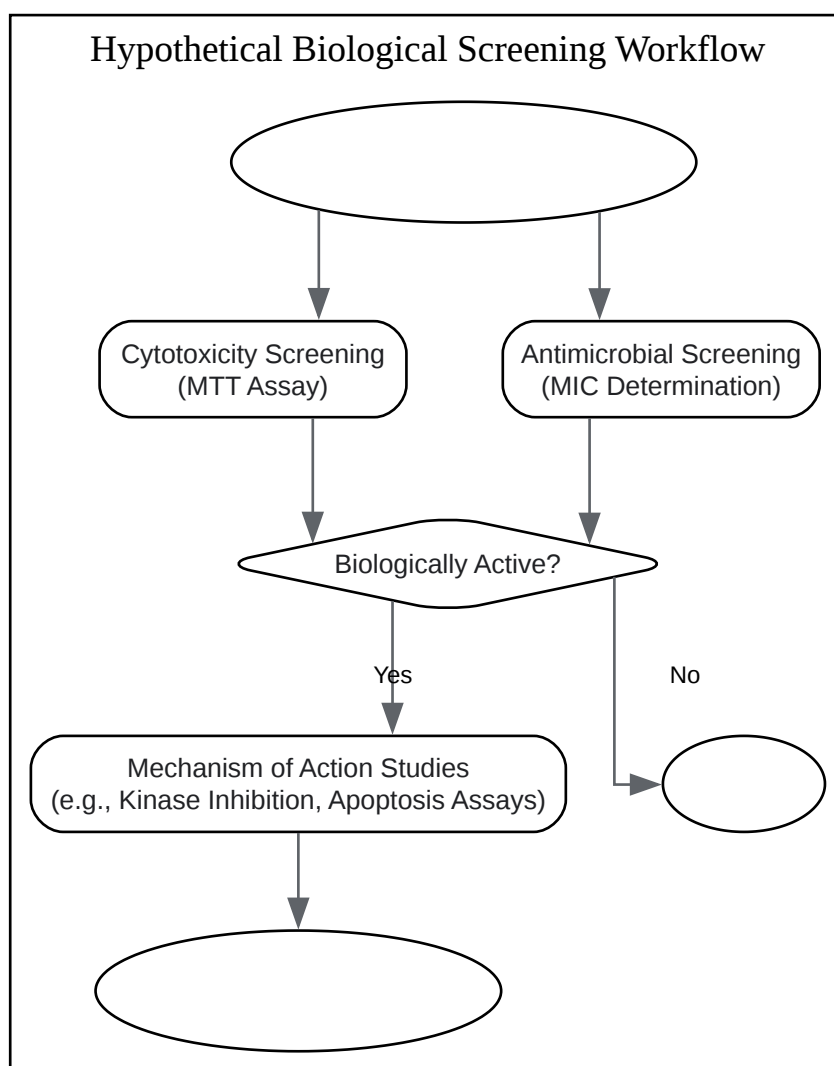 Hypothetical Biological Screening Workflow
Cytotoxicity Screening
(MTT Assay)
Antimicrobial Screening
(MIC Determination)
Biologically Active?
Yes
No
Mechanism of Action Studies
(e.g., Kinase Inhibition, Apoptosis Assays)